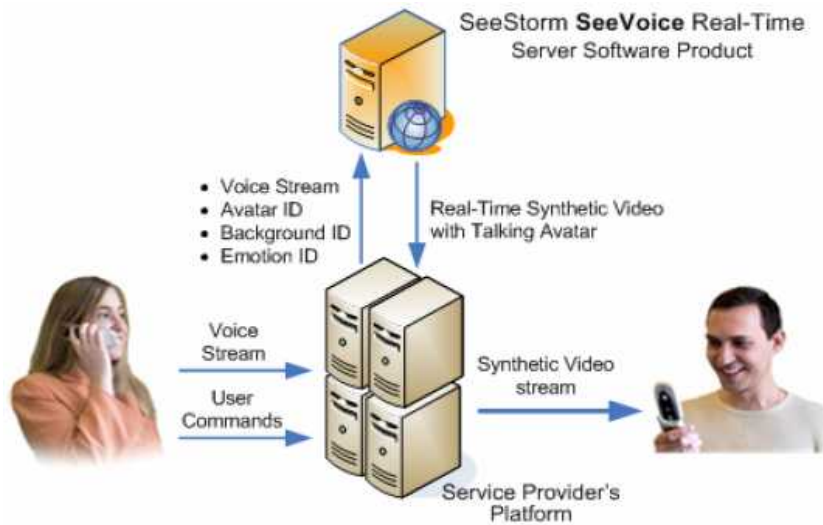 SeeStorm SeeVoice Real-Time
Server Software Product
• Voice Stream
• Avatar ID
• Background ID
• Emotion ID
Real-Time Synthetic Video
with Talking Avatar
Voice
Stream
User
Commands
Synthetic Video
stream
Service Provider's
Platform